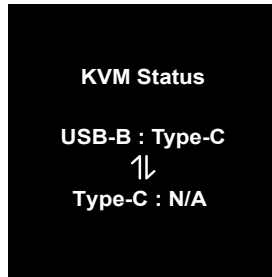 KVM Status
USB-B : Type-C
⥮
Type-C : N/A